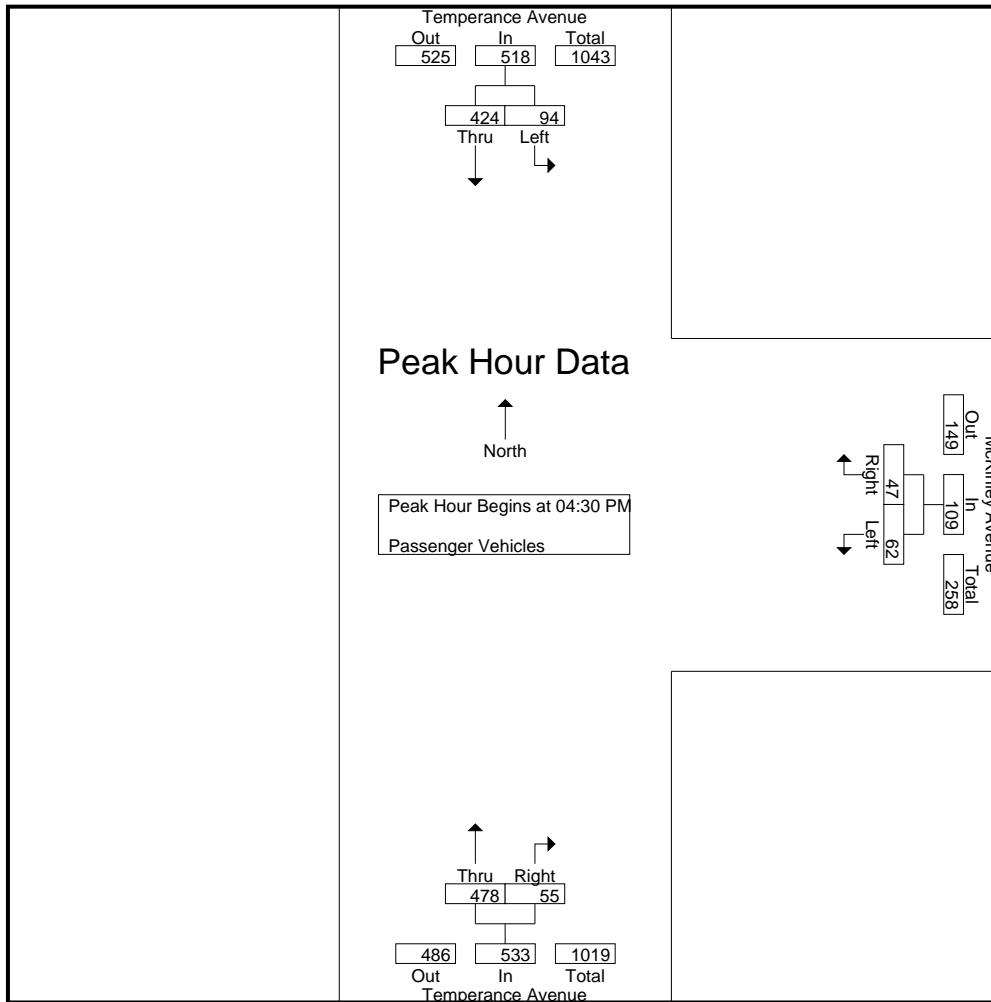 Temperance Avenue
Out In Total
525 518 1043
424 94
Thru Left
Peak Hour Data
North
Peak Hour Begins at 04:30 PM
Passenger Vehicles
McKinley Avenue
Out In Total
149 109 258
47 62
Right Left
Thru Right
478 55
486 533 1019
Out In Total
Temperance Avenue